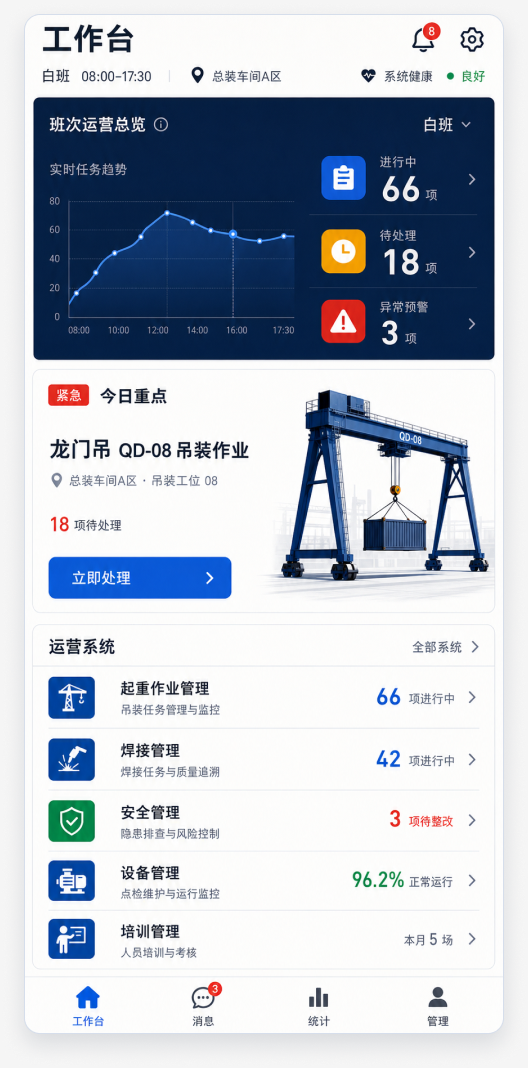 工作台
8
白班 08:00-17:30 总装车间A区 系统健康 良好
班次运营总览 白班
实时任务趋势
80
60
40
20
0
08:00 10:00 12:00 14:00 16:00 17:30
进行中
66 项
待处理
18 项
异常预警
3 项
紧急 今日重点
龙门吊 QD-08 吊装作业
总装车间A区 · 吊装工位 08
18 项待处理
立即处理
QD-08
运营系统 全部系统
起重作业管理
吊装任务管理与监控
66 项进行中
焊接管理
焊接任务与质量追溯
42 项进行中
安全管理
隐患排查与风险控制
3 项待整改
设备管理
点检维护与运行监控
96.2% 正常运行
培训管理
人员培训与考核
本月 5 场
3
工作台 消息 统计 管理